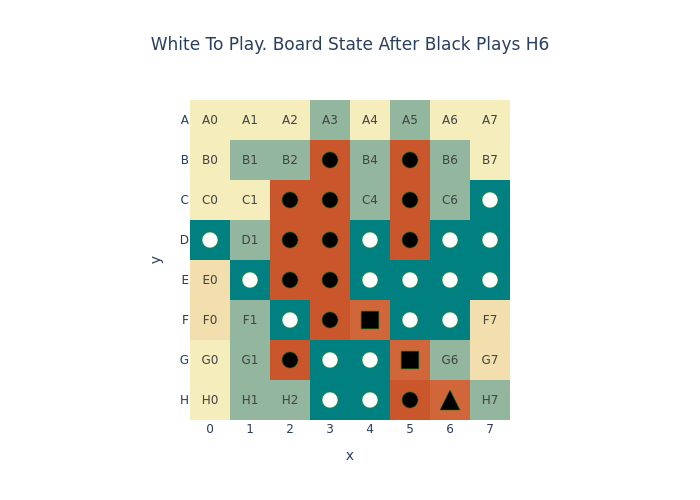 White To Play. Board State After Black Plays H6
A A0 A1 A2 A3 A4 A5 A6 A7
B B0 B1 B2 B4 B6 B7
C C0 C1 C4 C6
D D1
y
E E0
F F0 F1 F7
G G0 G1 G6 G7
H H0 H1 H2 H7
0 1 2 3 4 5 6 7
x